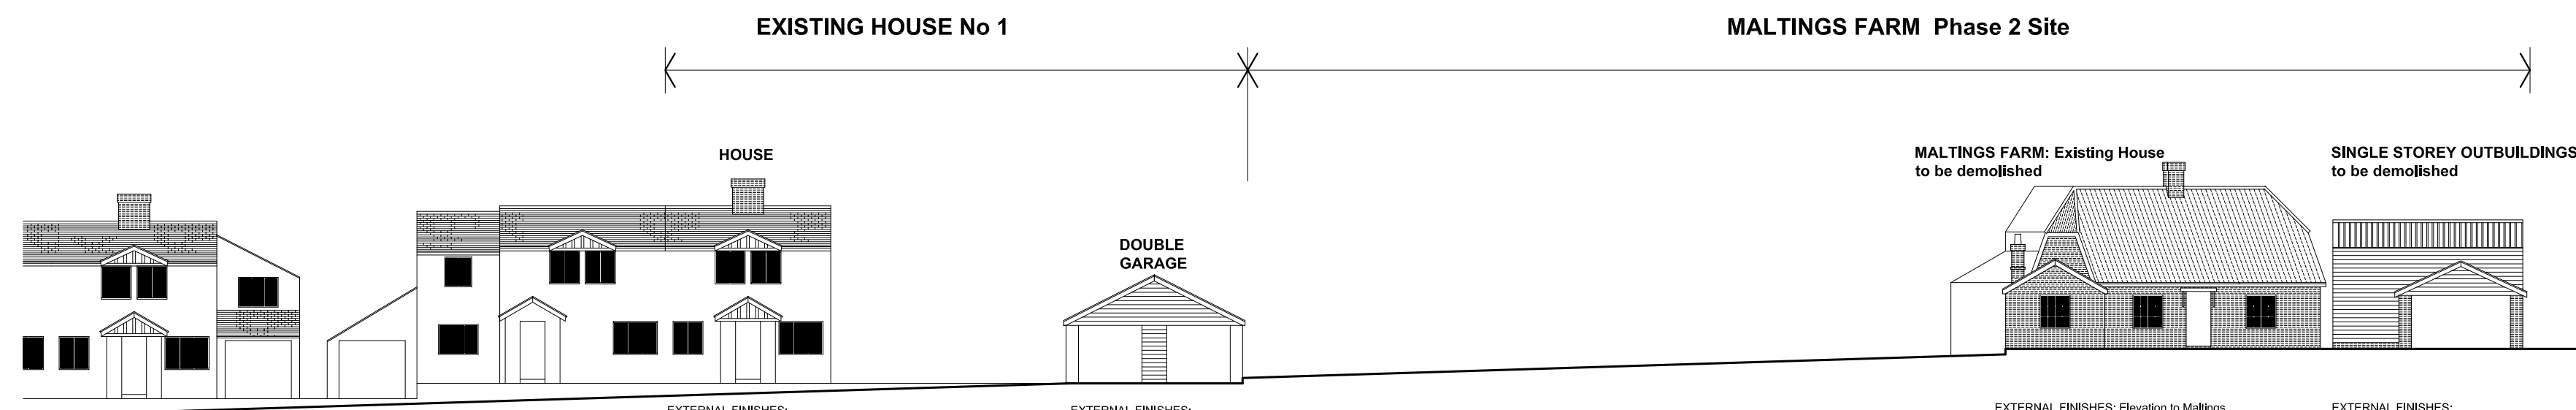 EXISTING HOUSE No 1
MALTINGS FARM Phase 2 Site
HOUSE
DOUBLE
GARAGE
MALTINGS FARM: Existing House
to be demolished
SINGLE STOREY OUTBUILDINGS
to be demolished
EXTERNAL FINISHES:
EXTERNAL FINISHES:
EXTERNAL FINISHES: Elevation to Maltings
EXTERNAL FINISHES: